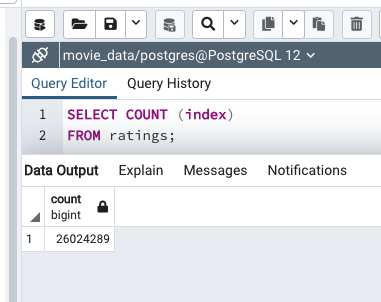 movie_data/postgres@PostgreSQL 12
Query Editor Query History
1 SELECT COUNT (index)
2 FROM ratings;
Data Output Explain Messages Notifications
count
bigint
1 26024289